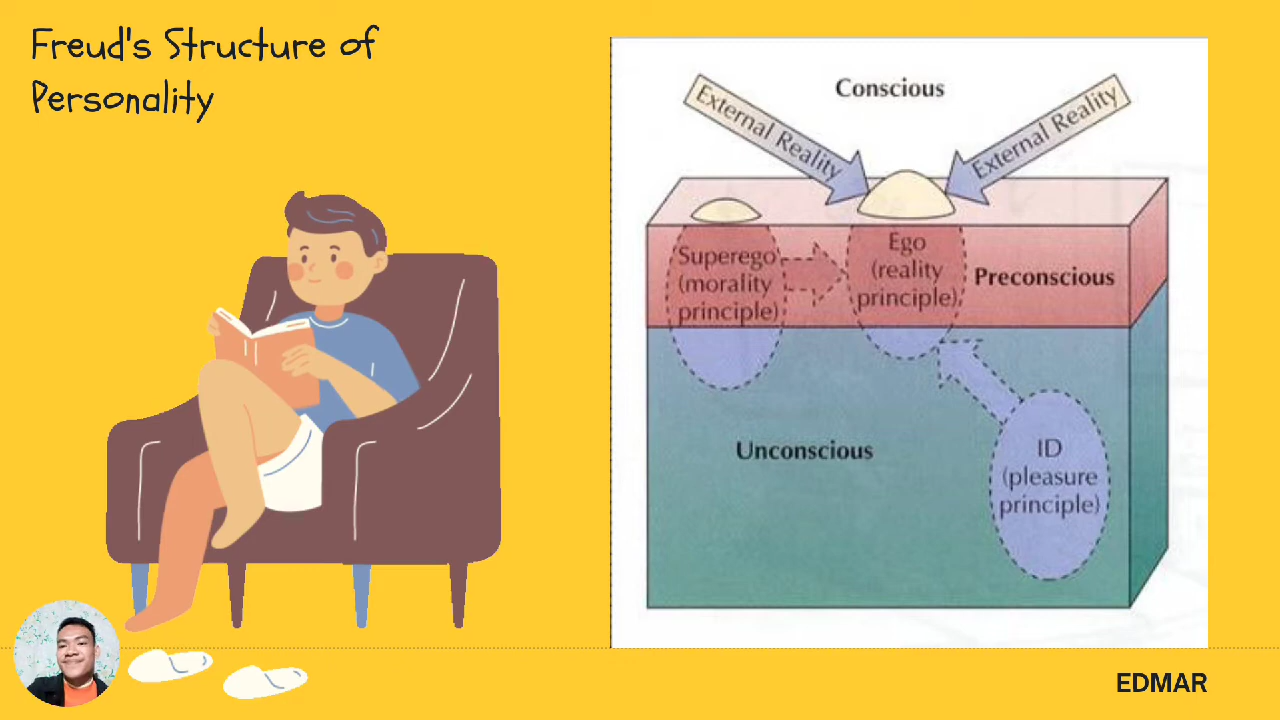 Freud's Structure of
Personality
Conscious
External Reality
External Reality
Superego
(morality
principle)
Ego
(reality
principle)
Preconscious
Unconscious
ID
(pleasure
principle)
EDMAR